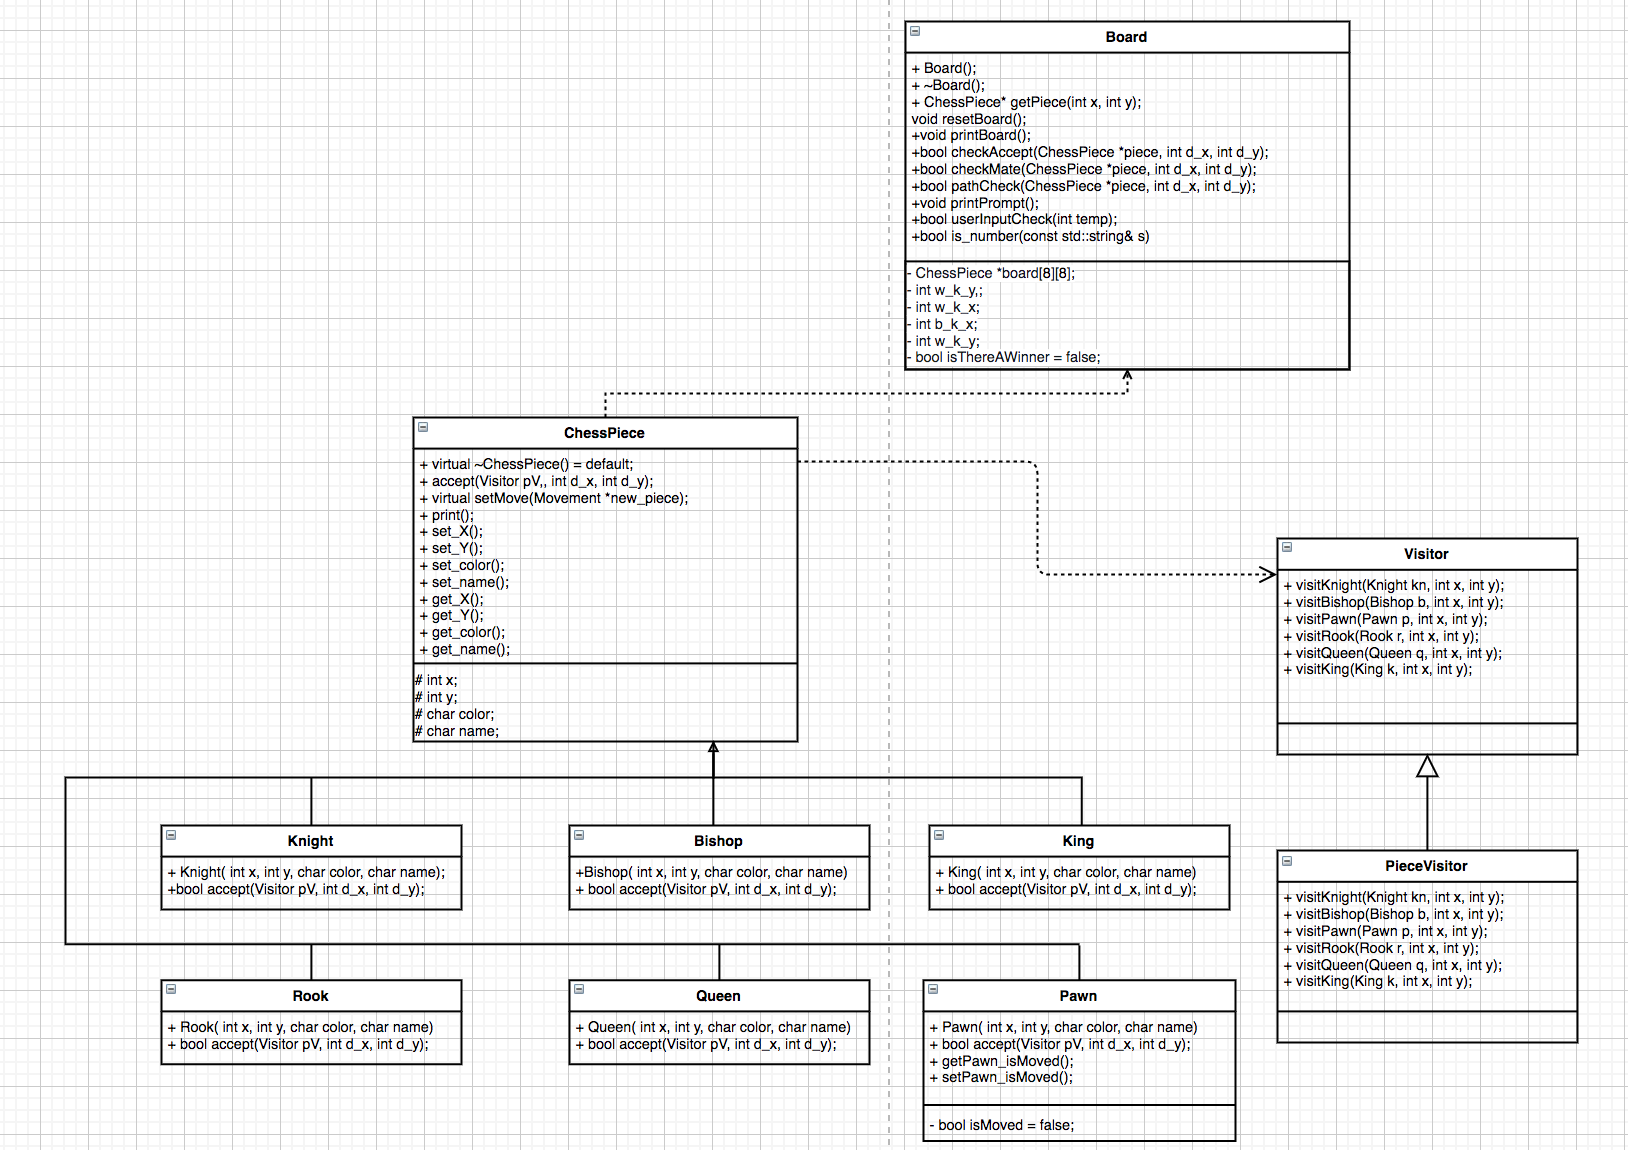 Board
+ Board();
+ ~Board();
+ ChessPiece* getPiece(int x, int y);
void resetBoard();
+void printBoard();
+bool checkAccept(ChessPiece *piece, int d_x, int d_y);
+bool checkMate(ChessPiece *piece, int d_x, int d_y);
+bool pathCheck(ChessPiece *piece, int d_x, int d_y);
+void printPrompt();
+bool userInputCheck(int temp);
+bool is_number(const std::string& s)
- ChessPiece *board[8][8];
- int w_k_y,;
- int w_k_x;
- int b_k_x;
- int w_k_y;
- bool isThereAWinner = false;
ChessPiece
+ virtual ~ChessPiece() = default;
+ accept(Visitor pV,, int d_x, int d_y);
+ virtual setMove(Movement *new_piece);
+ print();
+ set_X();
+ set_Y();
+ set_color();
+ set_name();
+ get_X();
+ get_Y();
+ get_color();
+ get_name();
# int x;
# int y;
# char color;
# char name;
Visitor
+ visitKnight(Knight kn, int x, int y);
+ visitBishop(Bishop b, int x, int y);
+ visitPawn(Pawn p, int x, int y);
+ visitRook(Rook r, int x, int y);
+ visitQueen(Queen q, int x, int y);
+ visitKing(King k, int x, int y);
Knight
+ Knight( int x, int y, char color, char name);
+bool accept(Visitor pV, int d_x, int d_y);
Bishop
+Bishop( int x, int y, char color, char name)
+ bool accept(Visitor pV, int d_x, int d_y);
King
+ King( int x, int y, char color, char name)
+ bool accept(Visitor pV, int d_x, int d_y);
PieceVisitor
+ visitKnight(Knight kn, int x, int y);
+ visitBishop(Bishop b, int x, int y);
+ visitPawn(Pawn p, int x, int y);
+ visitRook(Rook r, int x, int y);
+ visitQueen(Queen q, int x, int y);
+ visitKing(King k, int x, int y);
Rook
+ Rook( int x, int y, char color, char name)
+ bool accept(Visitor pV, int d_x, int d_y);
Queen
+ Queen( int x, int y, char color, char name)
+ bool accept(Visitor pV, int d_x, int d_y);
Pawn
+ Pawn( int x, int y, char color, char name)
+ bool accept(Visitor pV, int d_x, int d_y);
+ getPawn_isMoved();
+ setPawn_isMoved();
- bool isMoved = false;